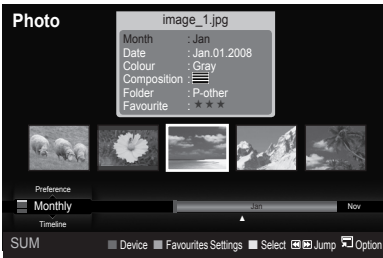 Photo
image_1.jpg
Month : Jan
Date : Jan.01.2008
Colour : Gray
Composition :
Folder : P-other
Favourite : ★ ★ ★
Preference
Monthly
Timeline
Jan
Nov
SUM
Device
Favourites Settings
Select
Jump
Option